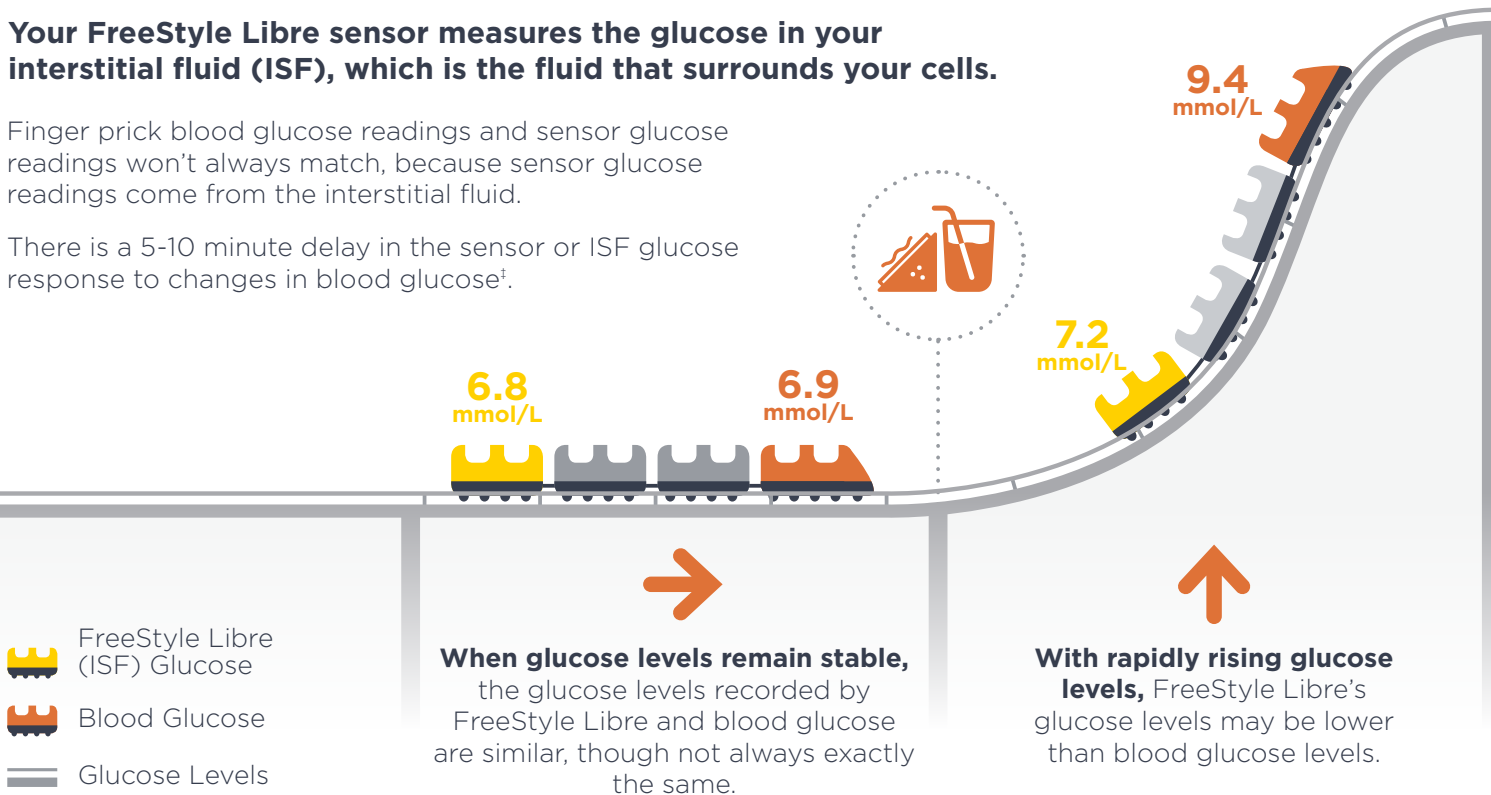 Your FreeStyle Libre sensor measures the glucose in your
interstitial fluid (ISF), which is the fluid that surrounds your cells.
Finger prick blood glucose readings and sensor glucose
readings won't always match, because sensor glucose
readings come from the interstitial fluid.
There is a 5-10 minute delay in the sensor or ISF glucose
response to changes in blood glucose‡.
6.8
mmol/L
6.9
mmol/L
7.2
mmol/L
9.4
mmol/L
FreeStyle Libre
(ISF) Glucose
Blood Glucose
Glucose Levels
When glucose levels remain stable,
the glucose levels recorded by
FreeStyle Libre and blood glucose
are similar, though not always exactly
the same.
With rapidly rising glucose
levels, FreeStyle Libre's
glucose levels may be lower
than blood glucose levels.